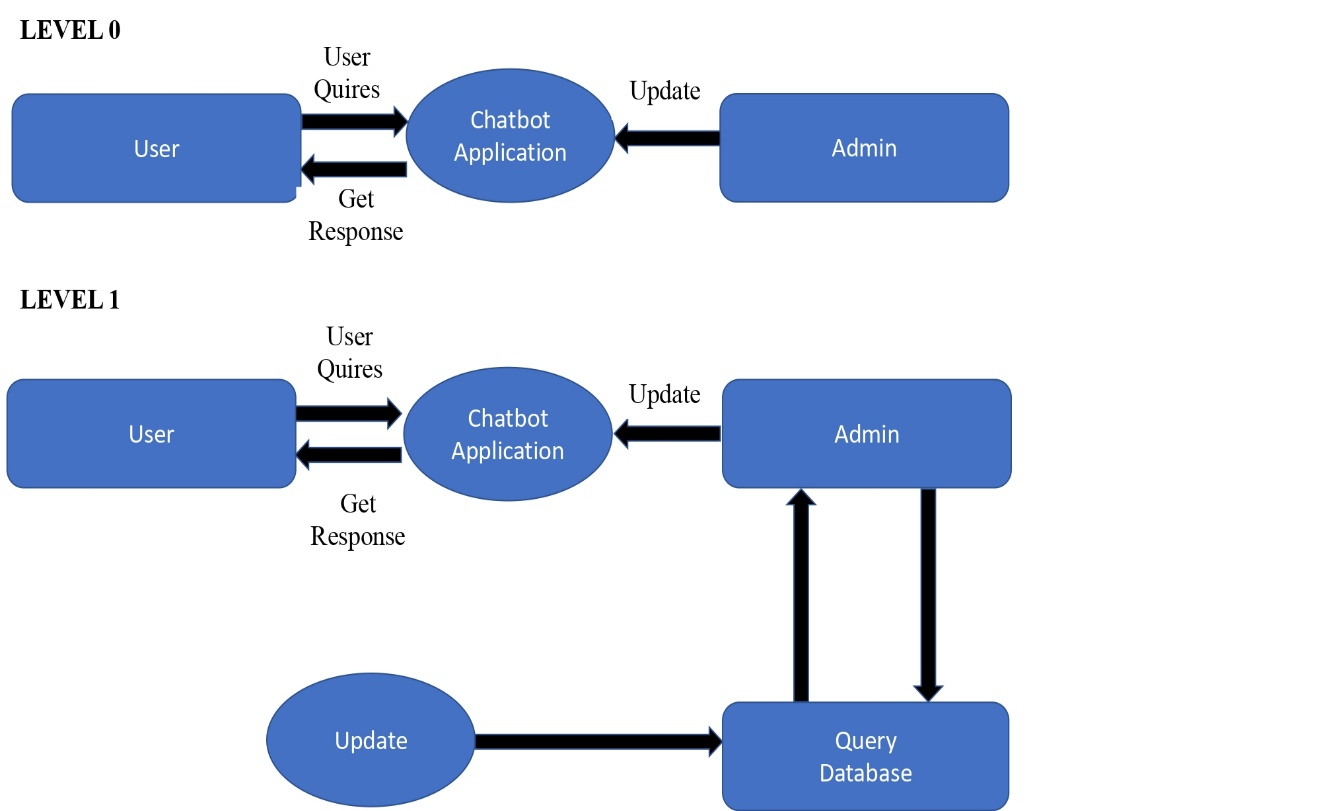 LEVEL 0
User
Quires
Update
User
Chatbot
Application
Admin
Get
Response
LEVEL 1
User
Quires
Update
User
Chatbot
Application
Admin
Get
Response
Update
Query
Database